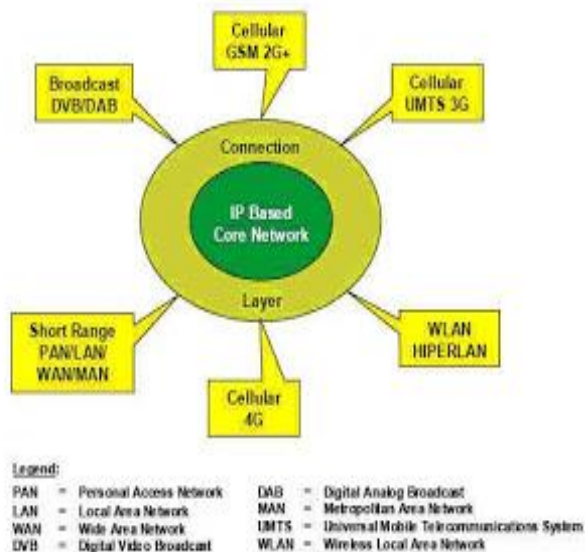 Cellular
GSM 2G+
Broadcast
DVB/DAB
Cellular
UMTS 3G
Connection
IP Based
Core Network
Layer
Short Range
PAN/LAN/
WAN/MAN
WLAN
HIPERLAN
Cellular
4G
Legend:
PAN = Personal Access Network
LAN = Local Area Network
WAN = Wide Area Network
DVB = Digital Video Broadcast
DAB = Digital Analog Broadcast
MAN = Metropolitan Area Network
UMTS = Universal Mobile Telecommunications System
WLAN = Wireless Local Area Network